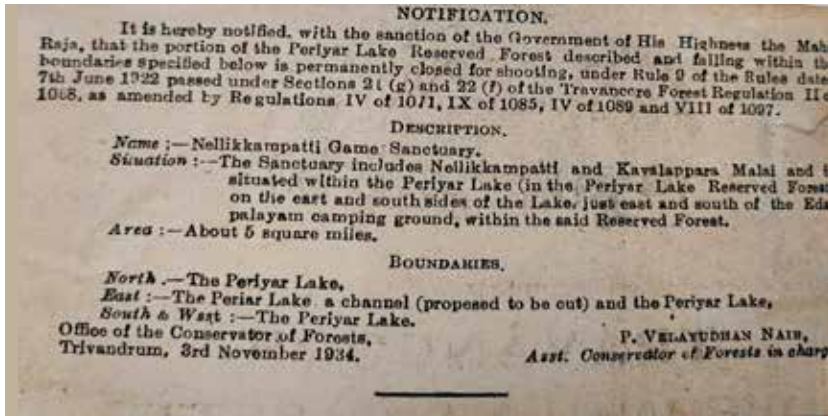 NOTIFICATION.
It is hereby notified, with the sanction of the Government of His Highness the Mah
Raja, that the portion of the Periyar Lake Reserved Forest described and falling within th
boundaries specified below is permanently closed for shooting, under Rule 9 of the Rules date
7th June 1922 passed under Sections 21 (g) and 22 (f) of the Travancore Forest Regulation II o
1068, as amended by Regulations IV of 1071, IX of 1085, IV of 1089 and VIII of 1097.
DESCRIPTION.
Name :—Nellikkampatti Game Sanctuary.
Situation :—The Sanctuary includes Nellikkampatti and Kavalappara Malai and i
situated within the Periyar Lake (in the Periyar Lake Reserved Fores
on the east and south sides of the Lake, just east and south of the Eda
palayam camping ground, within the said Reserved Forest.
Area :—About 5 square miles.
BOUNDARIES.
North .—The Periyar Lake,
East :—The Periar Lake a channel (proposed to be cut) and the Periyar Lake,
South & West :—The Periyar Lake.
Office of the Conservator of Forests,
Trivandrum, 3rd November 1934.
P. VELAYUDHAN NAIR,
Asst. Conservator of Forests in charg